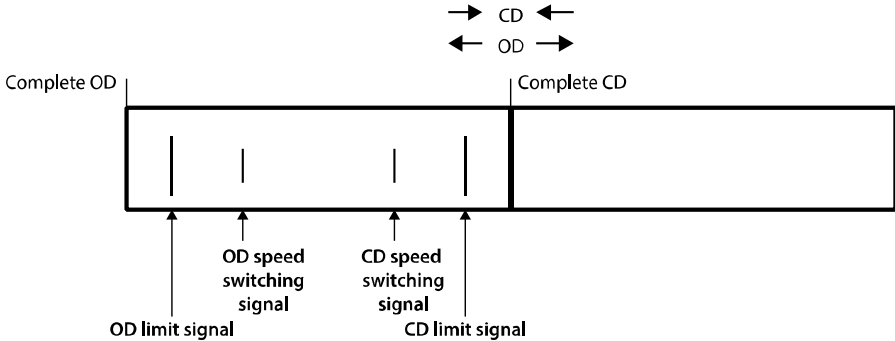 CD
OD
Complete OD
Complete CD
OD speed
switching
signal
CD speed
switching
signal
OD limit signal
CD limit signal